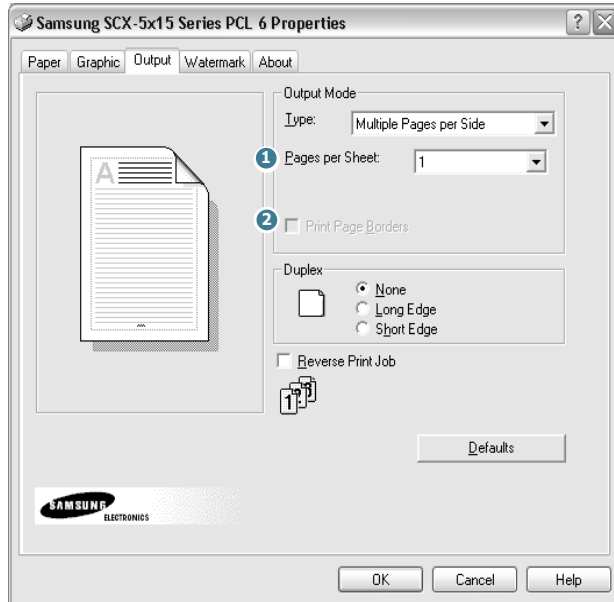 Samsung SCX-5x15 Series PCL 6 Properties
Paper Graphic Output Watermark About
Output Mode
Type: Multiple Pages per Side
1 Pages per Sheet: 1
2 Print Page Borders
Duplex
None
Long Edge
Short Edge
Reverse Print Job
Defaults
SAMSUNG
ELECTRONICS
OK Cancel Help